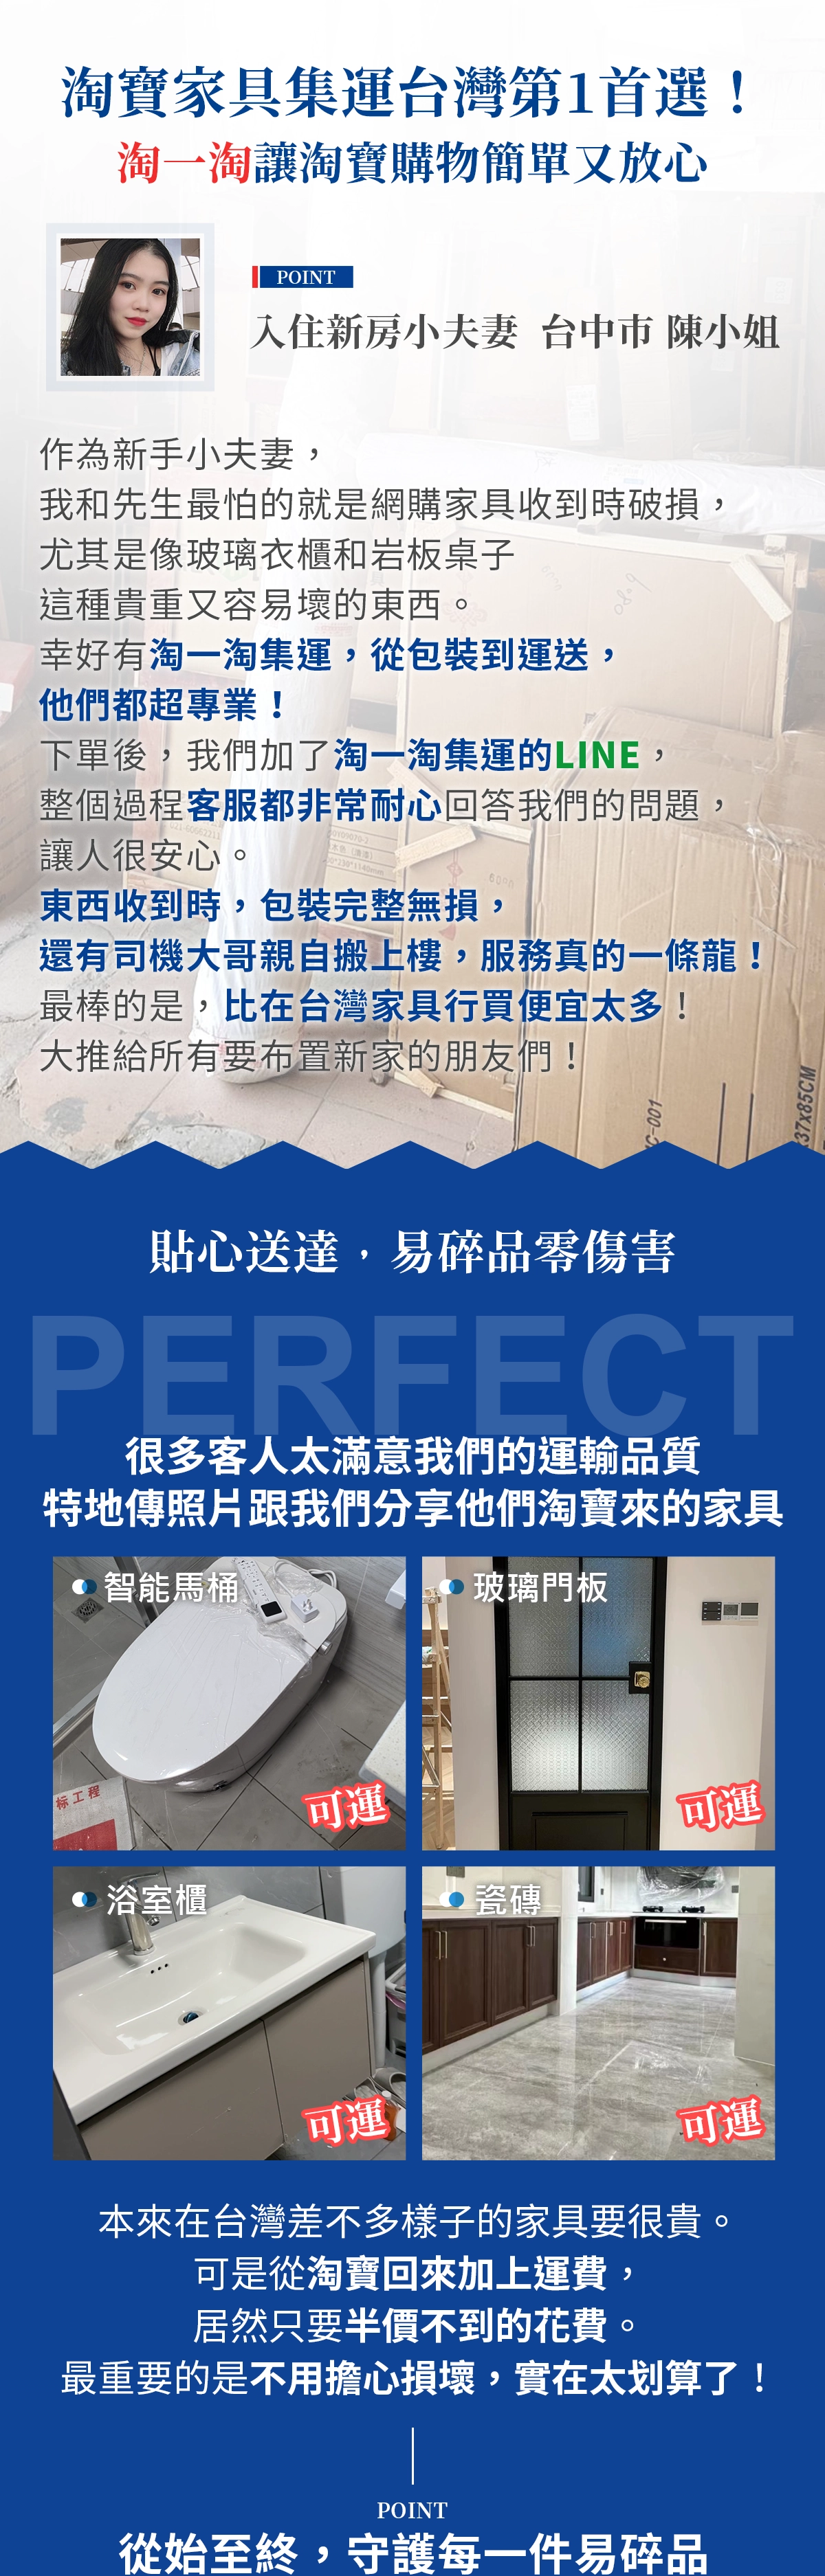 淘寶家具集運台灣第1首選！
淘一淘讓淘寶購物簡單又放心
POINT
入住新房小夫妻 台中市 陳小姐
作為新手小夫妻，
我和先生最怕的就是網購家具收到時破損，
尤其是像玻璃衣櫃和岩板桌子
這種貴重又容易壞的東西。
幸好有淘一淘集運，從包裝到運送，
他們都超專業！
下單後，我們加了淘一淘集運的LINE，
整個過程客服都非常耐心回答我們的問題，
讓人很安心。
東西收到時，包裝完整無損，
還有司機大哥親自搬上樓，服務真的一條龍！
最棒的是，比在台灣家具行買便宜太多！
大推給所有要布置新家的朋友們！
C-001
37x85CM
貼心送達，易碎品零傷害
PERFECT
很多客人太滿意我們的運輸品質
特地傳照片跟我們分享他們淘寶來的家具
智能馬桶
标工程
可運
玻璃門板
可運
浴室櫃
可運
瓷磚
可運
本來在台灣差不多樣子的家具要很貴。
可是從淘寶回來加上運費，
居然只要半價不到的花費。
最重要的是不用擔心損壞，實在太划算了！
POINT
從始至終，守護每一件易碎品